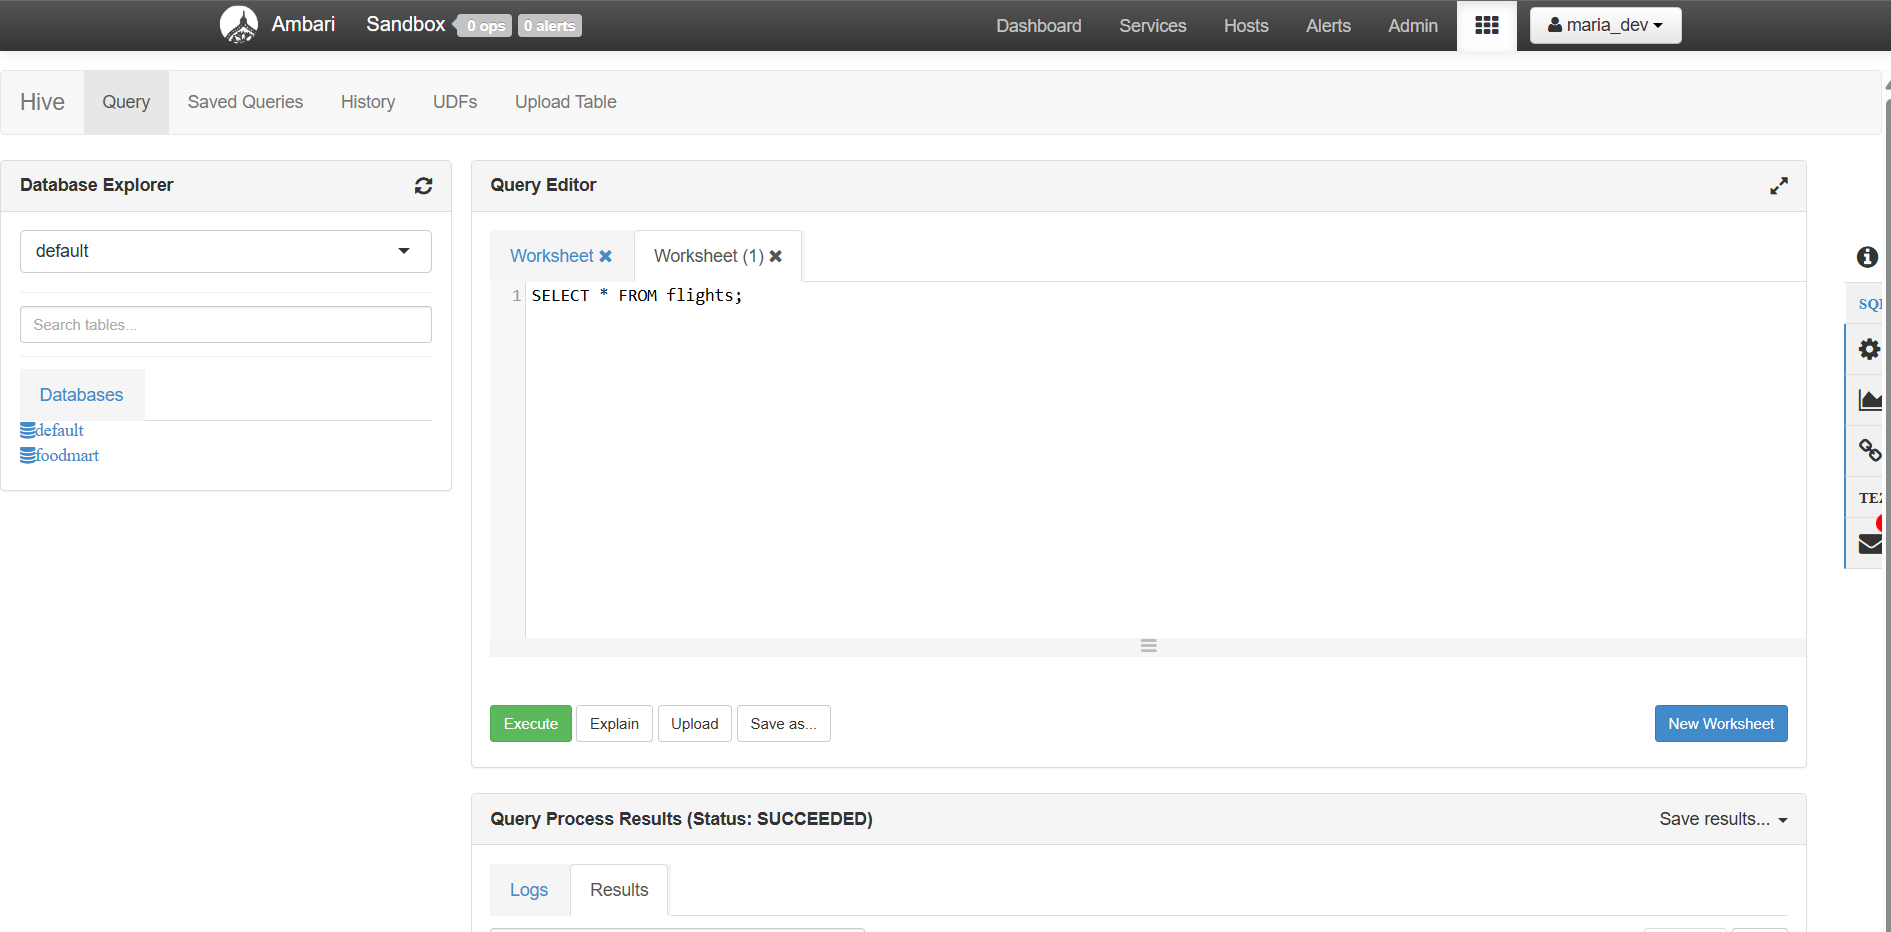 Ambari Sandbox 0 ops 0 alerts Dashboard Services Hosts Alerts Admin maria_dev
Hive Query Saved Queries History UDFs Upload Table
Database Explorer
default
Search tables...
Databases
default
foodmart
Query Editor
Worksheet Worksheet (1)
1 SELECT * FROM flights;
Execute Explain Upload Save as... New Worksheet
Query Process Results (Status: SUCCEEDED) Save results...
Logs Results